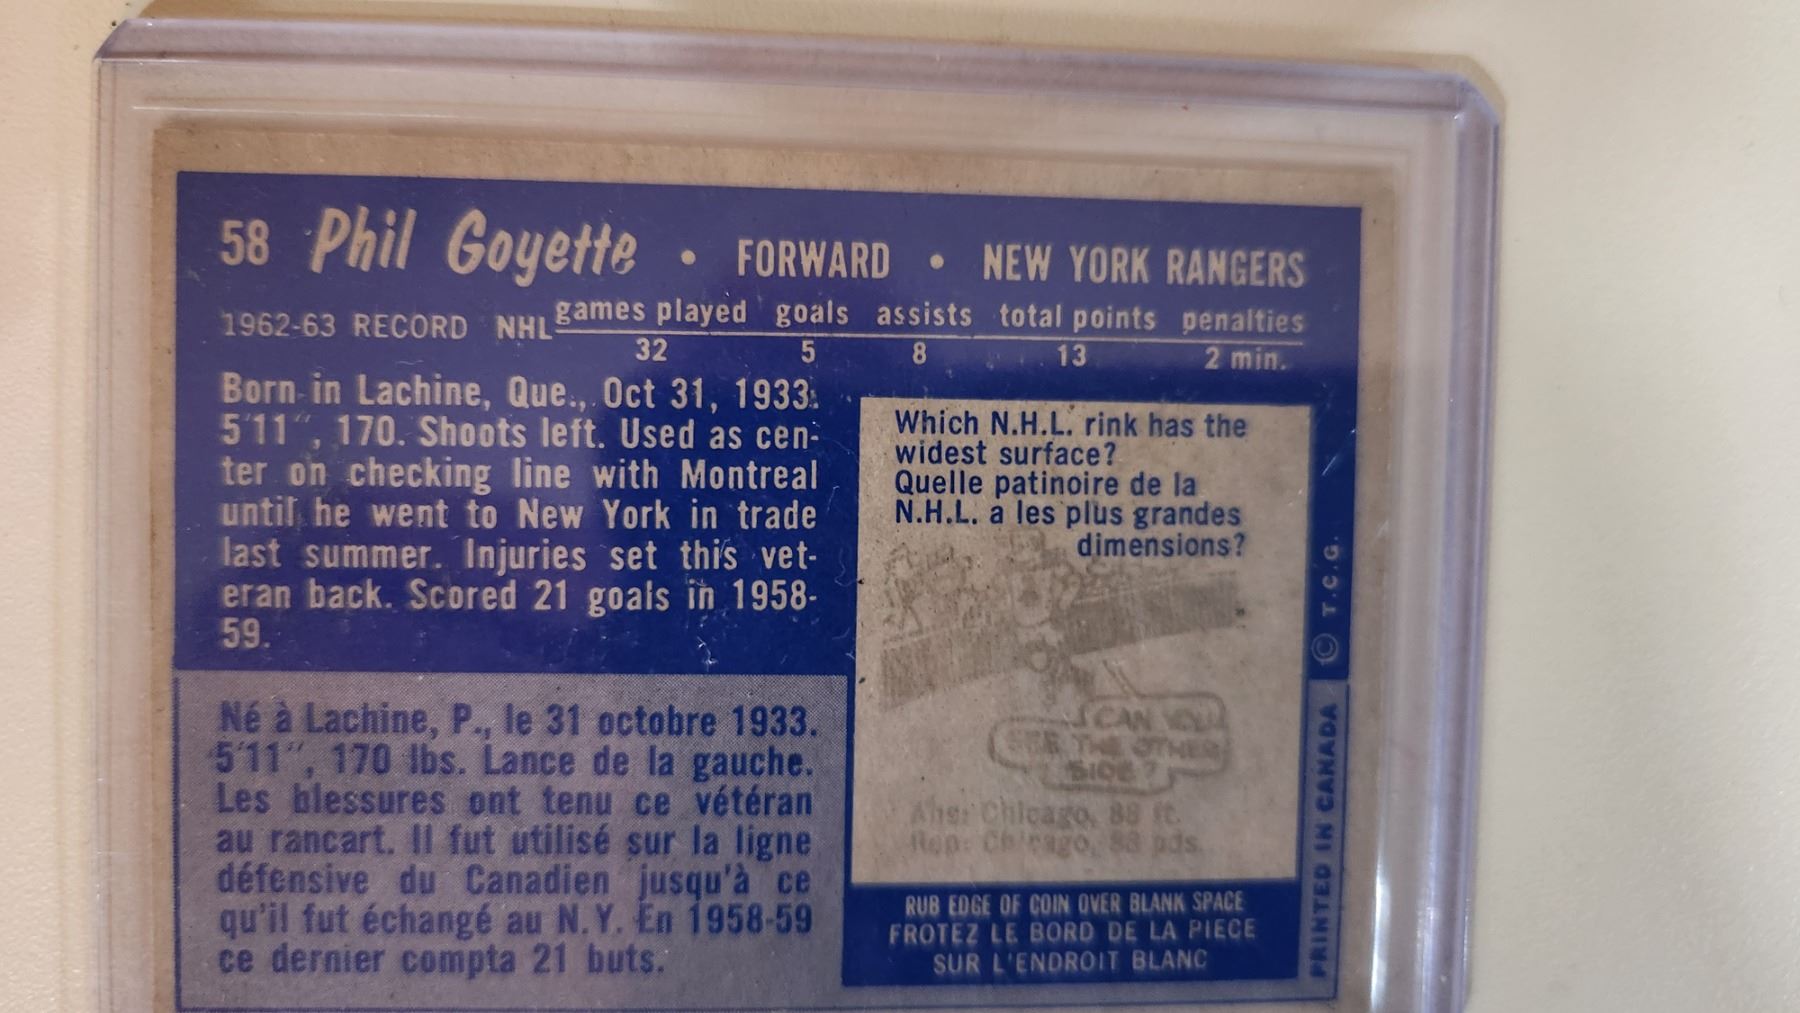 58 Phil Goyette • FORWARD • NEW YORK RANGERS
1962-63 RECORD NHL games played goals assists total points penalties
32 5 8 13 2 min.
Born in Lachine, Que., Oct 31, 1933.
5'11", 170. Shoots left. Used as cen-
ter on checking line with Montreal
until he went to New York in trade
last summer. Injuries set this vet-
eran back. Scored 21 goals in 1958-
59.
Né à Lachine, P., le 31 octobre 1933.
5'11", 170 lbs. Lance de la gauche.
Les blessures ont tenu ce vétéran
au rancart. Il fut utilisé sur la ligne
défensive du Canadien jusqu'à ce
qu'il fut échangé au N.Y. En 1958-59
ce dernier compta 21 buts.
Which N.H.L. rink has the
widest surface?
Quelle patinoire de la
N.H.L. a les plus grandes
dimensions?
CAN YOU
SEE THE OTHER
SIDE?
Ans: Chicago, 88 ft.
Rep: Chicago, 88 pds.
RUB EDGE OF COIN OVER BLANK SPACE
FROTEZ LE BORD DE LA PIECE
SUR L'ENDROIT BLANC
© T.C.G.
PRINTED IN CANADA